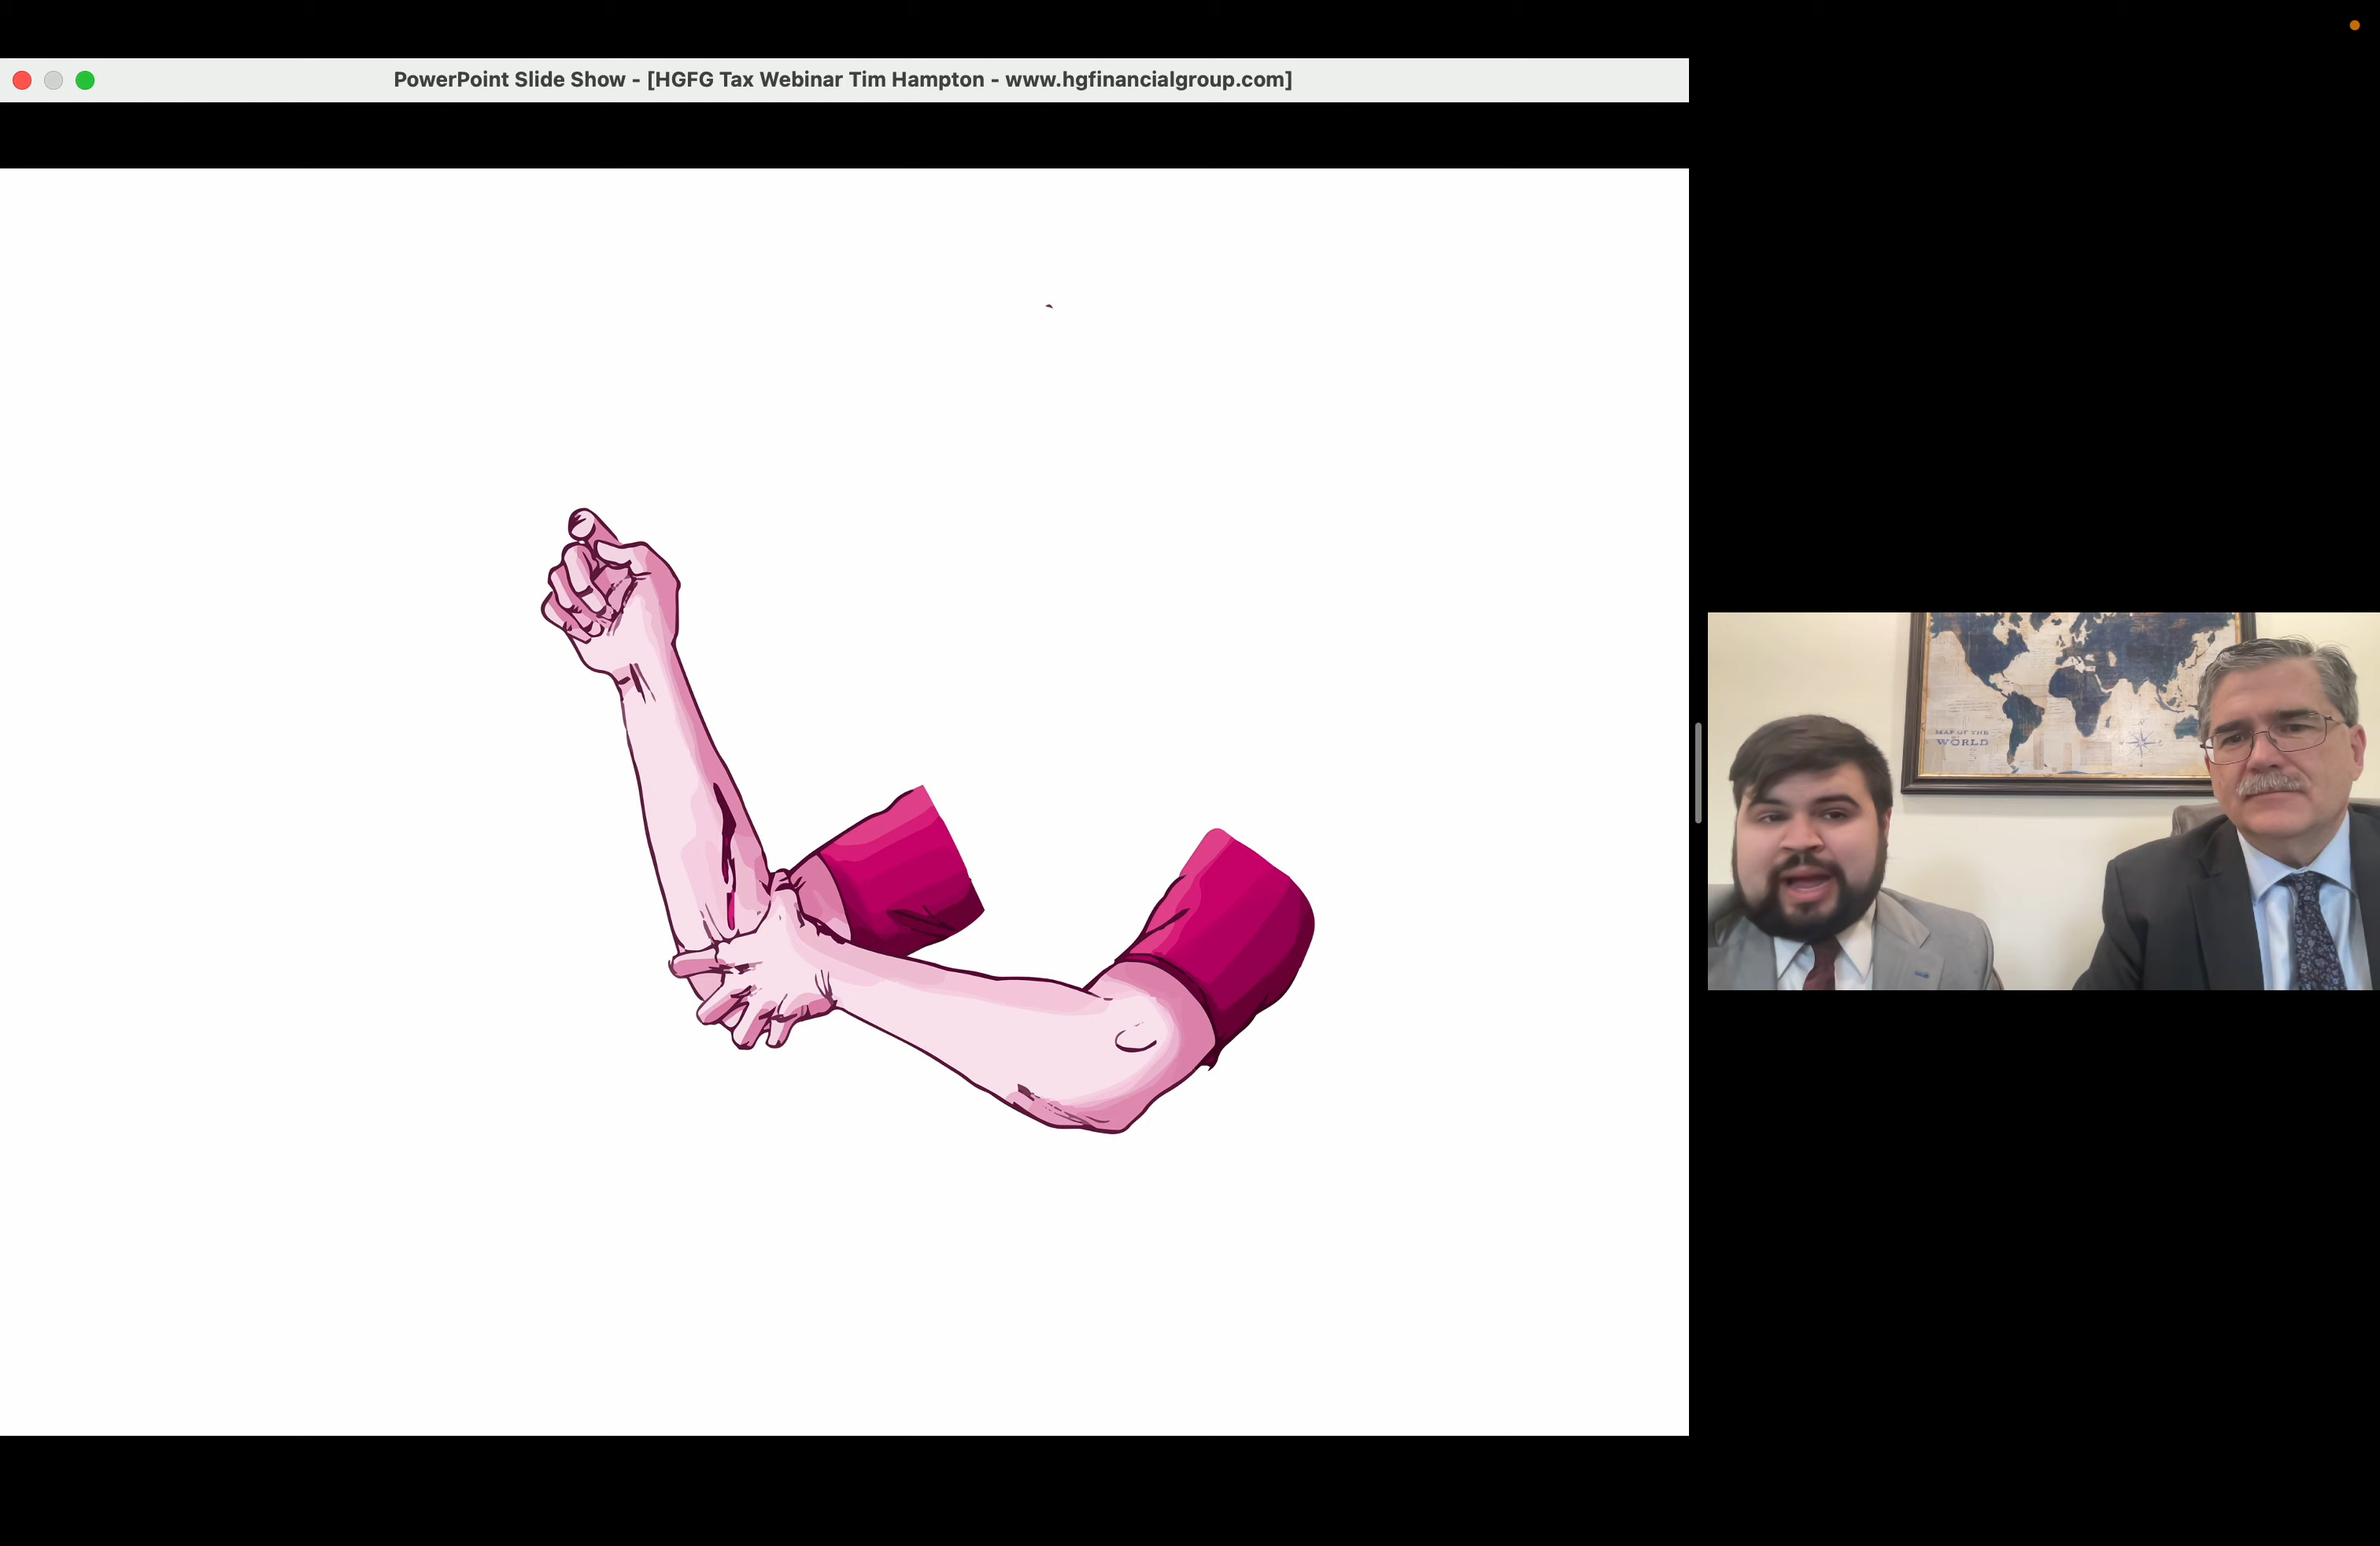 PowerPoint Slide Show - [HGFG Tax Webinar Tim Hampton - www.hgfinancialgroup.com]
MAP OF THE
WORLD